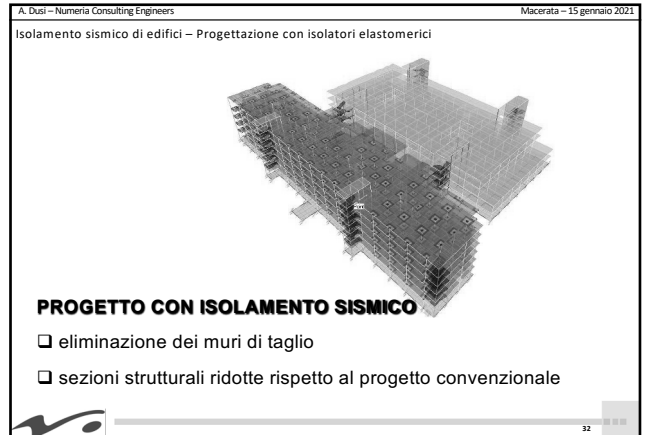 A. Dusi – Numeria Consulting Engineers Macerata – 15 gennaio 2021
Isolamento sismico di edifici – Progettazione con isolatori elastomerici
PROGETTO CON ISOLAMENTO SISMICO
❑ eliminazione dei muri di taglio
❑ sezioni strutturali ridotte rispetto al progetto convenzionale
32